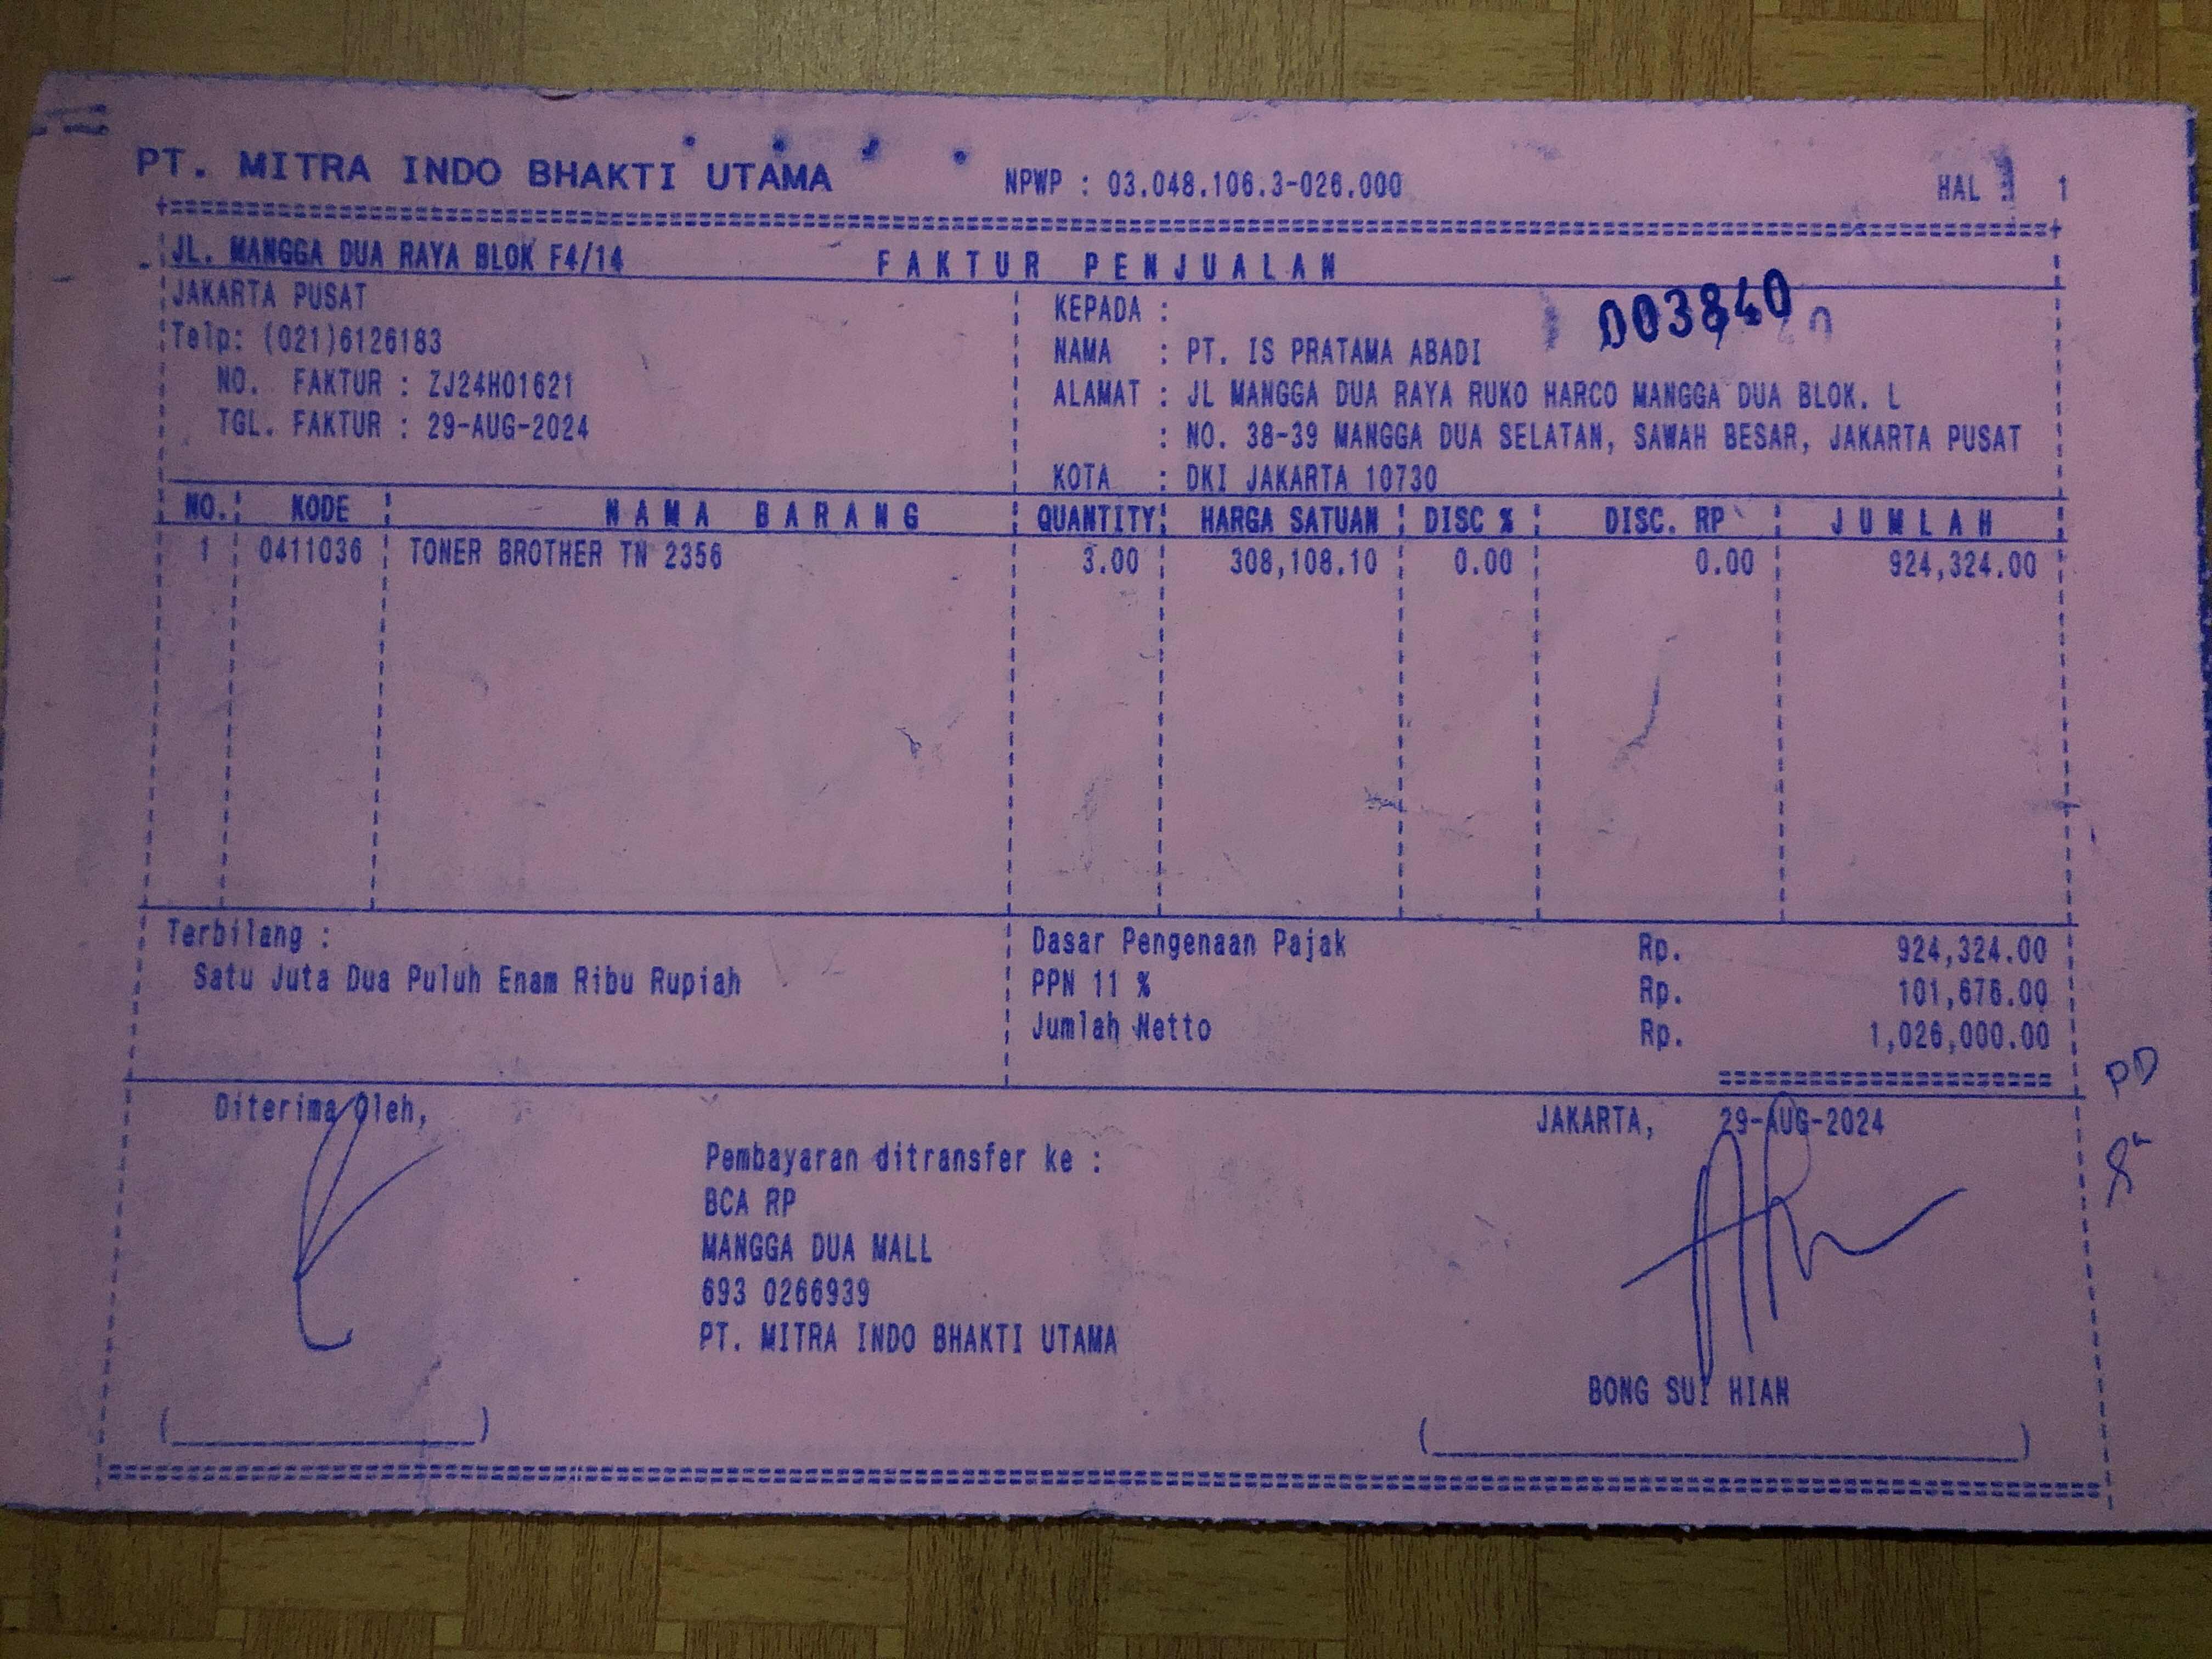 PT. MITRA INDO BHAKTI UTAMA NPWP : 03.048.106.3-026.000 HAL : 1
JL. MANGGA DUA RAYA BLOK F4/14 FAKTUR PENJUALAN
JAKARTA PUSAT
Telp: (021)6126183
NO. FAKTUR : ZJ24H01621
TGL. FAKTUR : 29-AUG-2024
KEPADA :
003840
NAMA : PT. IS PRATAMA ABADI
ALAMAT : JL MANGGA DUA RAYA RUKO HARCO MANGGA DUA BLOK. L
: NO. 38-39 MANGGA DUA SELATAN, SAWAH BESAR, JAKARTA PUSAT
KOTA : DKI JAKARTA 10730
NO. KODE NAMA BARANG QUANTITY HARGA SATUAN DISC % DISC. RP JUMLAH
1 0411036 TONER BROTHER TN 2356 3.00 308,108.10 0.00 0.00 924,324.00
Terbilang :
Satu Juta Dua Puluh Enam Ribu Rupiah
Dasar Pengenaan Pajak Rp. 924,324.00
PPN 11 % Rp. 101,676.00
Jumlah Netto Rp. 1,026,000.00
PD
Diterima Oleh,
Pembayaran ditransfer ke :
BCA RP
MANGGA DUA MALL
693 0266939
PT. MITRA INDO BHAKTI UTAMA
JAKARTA, 29-AUG-2024
BONG SUI HIAN